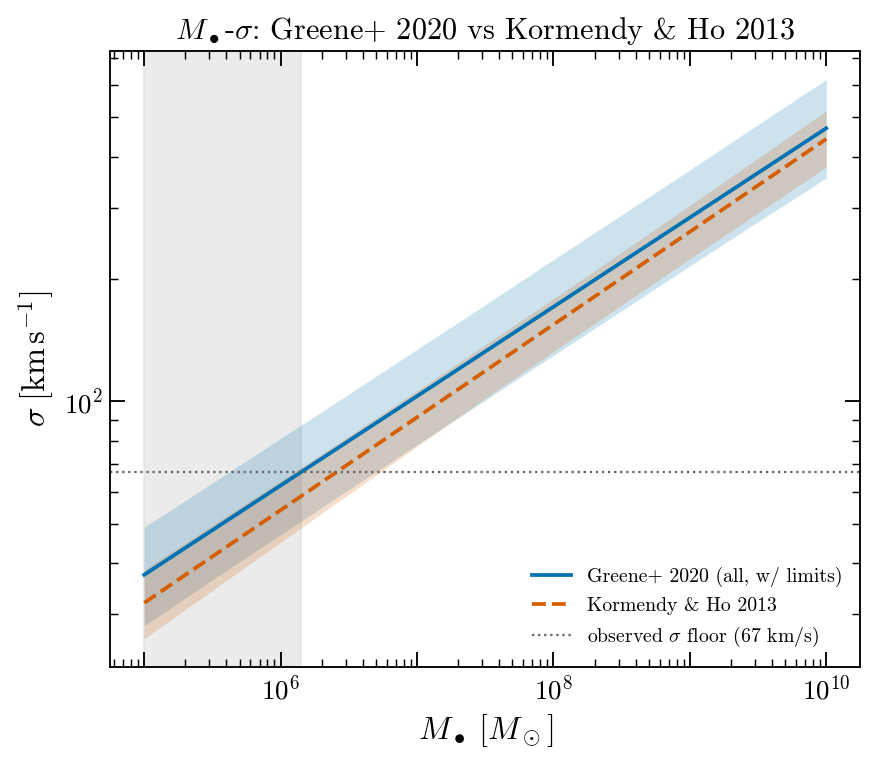 M●-σ: Greene+ 2020 vs Kormendy & Ho 2013
σ [km s⁻¹]
10²
Greene+ 2020 (all, w/ limits)
Kormendy & Ho 2013
observed σ floor (67 km/s)
10⁶ 10⁸ 10¹⁰
M● [M⊙]